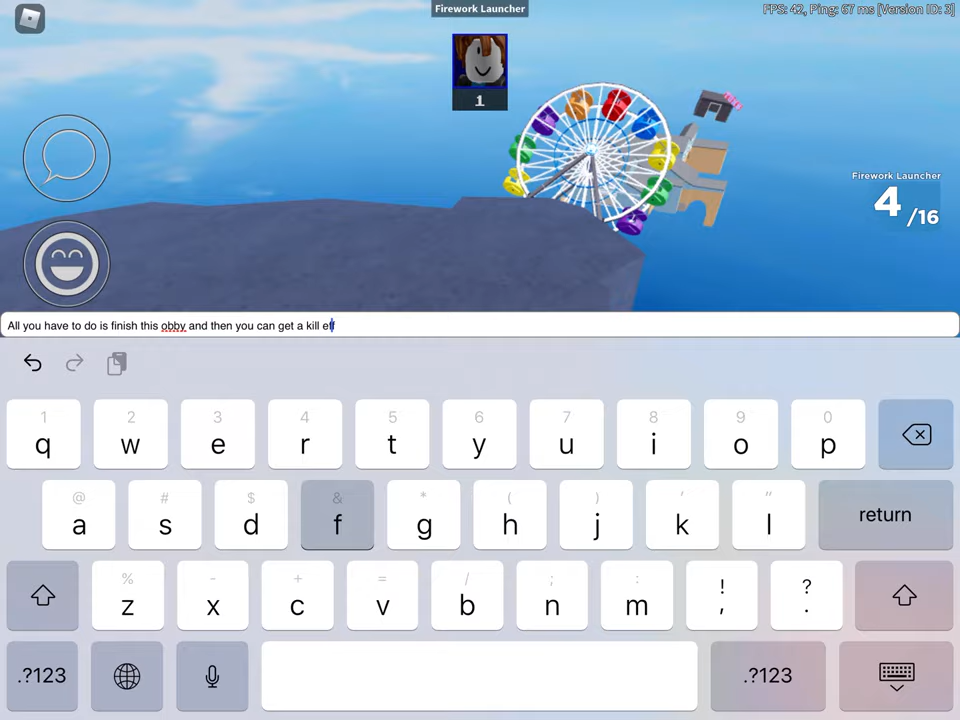 Firework Launcher
FPS: 42, Ping: 67 ms [Version ID: 3]
1
Firework Launcher
4/16
All you have to do is finish this obby and then you can get a kill eff
1 2 3 4 5 6 7 8 9 0
q w e r t y u i o p
@ # $ & * ( ) ' "
a s d f g h j k l return
% - + = / ; : ! ?
z x c v b n m , .
.?123 .?123